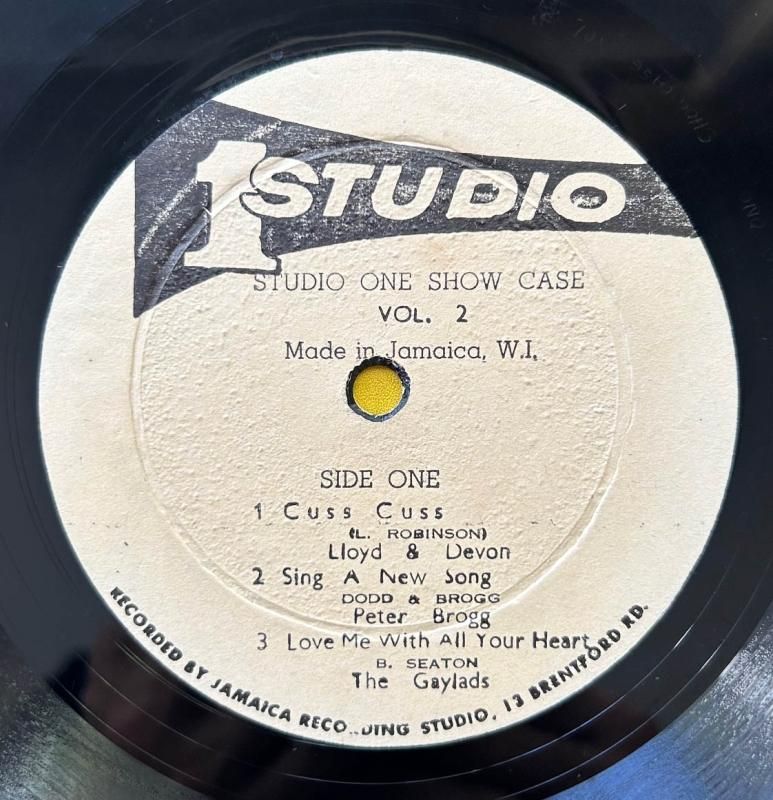 1 STUDIO
STUDIO ONE SHOW CASE
VOL. 2
Made in Jamaica, W.I.
SIDE ONE
1 Cuss Cuss
(L. ROBINSON)
Lloyd & Devon
2 Sing A New Song
DODD & BROGG
Peter Brogg
3 Love Me With All Your Heart
B. SEATON
The Gaylads
RECORDED BY JAMAICA RECO..DING STUDIO, 13 BRENTFORD RD.